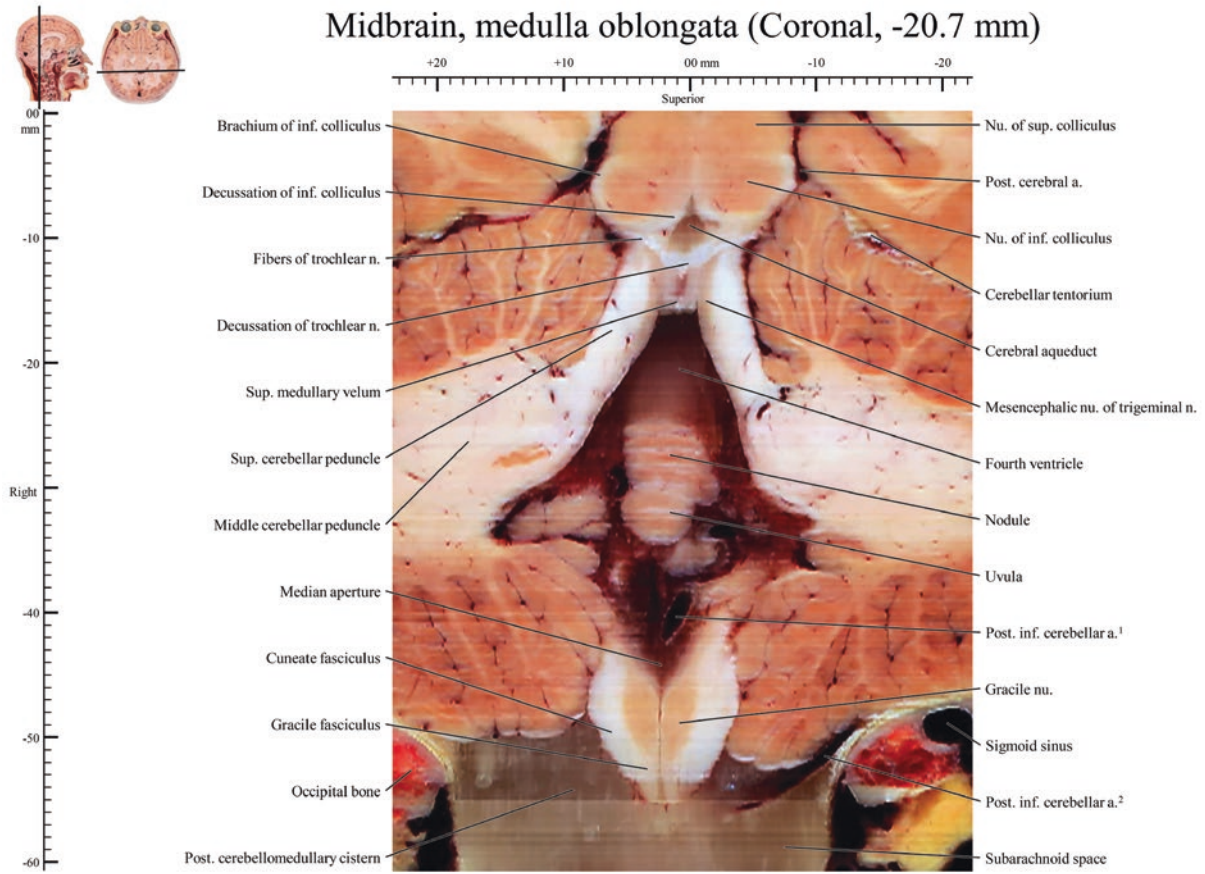 Midbrain, medulla oblongata (Coronal, -20.7 mm)
+20 +10 00 mm -10 -20
Superior
00
mm
-10
-20
Right
-40
-50
-60
Brachium of inf. colliculus
Decussation of inf. colliculus
Fibers of trochlear n.
Decussation of trochlear n.
Sup. medullary velum
Sup. cerebellar peduncle
Middle cerebellar peduncle
Median aperture
Cuneate fasciculus
Gracile fasciculus
Occipital bone
Post. cerebellomedullary cistern
Nu. of sup. colliculus
Post. cerebral a.
Nu. of inf. colliculus
Cerebellar tentorium
Cerebral aqueduct
Mesencephalic nu. of trigeminal n.
Fourth ventricle
Nodule
Uvula
Post. inf. cerebellar a.¹
Gracile nu.
Sigmoid sinus
Post. inf. cerebellar a.²
Subarachnoid space